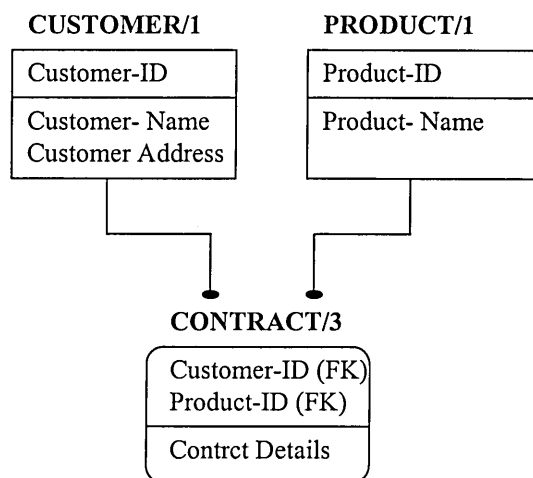 CUSTOMER/1
Customer-ID
Customer- Name
Customer Address
PRODUCT/1
Product-ID
Product- Name
CONTRACT/3
Customer-ID (FK)
Product-ID (FK)
Contrct Details